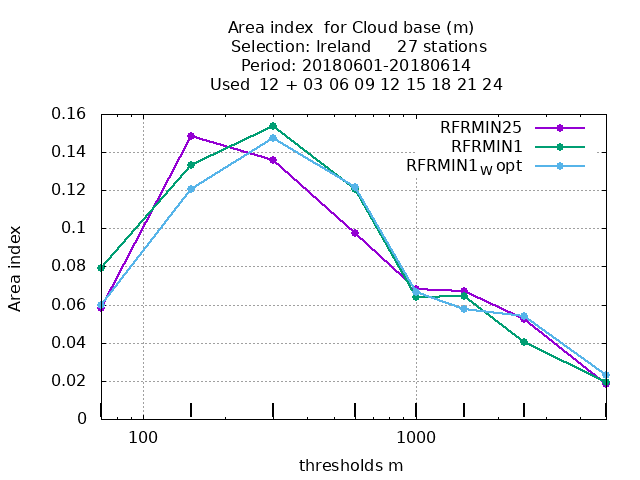 Area index  for Cloud base (m)
Selection: Ireland     27 stations
Period: 20180601-20180614
Used  12 + 03 06 09 12 15 18 21 24
RFRMIN25
RFRMIN1
RFRMIN1W opt
0.16
0.14
0.12
0.1
0.08
0.06
0.04
0.02
0
Area index
100
1000
thresholds m